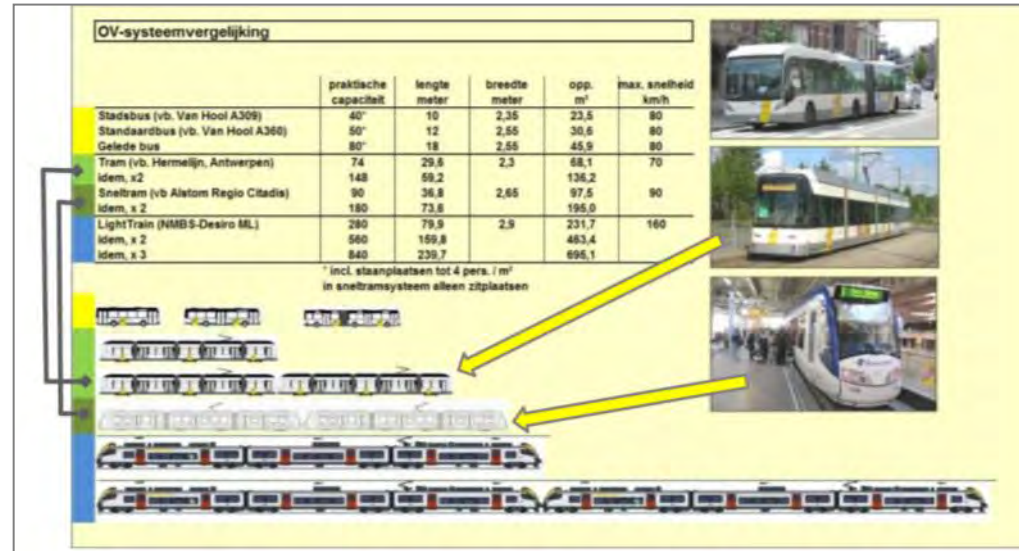 OV-systeemvergelijking
praktische lengte breedte opp. max. snelheid
capaciteit meter meter m² km/h
Stadsbus (vb. Van Hool A309) 40* 10 2,35 23,5 80
Standaardbus (vb. Van Hool A360) 50* 12 2,55 30,6 80
Gelede bus 80* 18 2,55 45,9 80
Tram (vb. Hermelijn, Antwerpen) 74 29,6 2,3 68,1 70
idem, x2 148 59,2 136,2
Sneltram (vb Alstom Regio Citadis) 90 36,8 2,65 97,5 90
idem, x 2 180 73,6 195,0
LightTrain (NMBS-Desiro ML) 280 79,9 2,9 231,7 160
idem, x 2 560 159,8 463,4
idem, x 3 840 239,7 695,1
* incl. staanplaatsen tot 4 pers. / m²
in sneltramsysteem alleen zitplaatsen